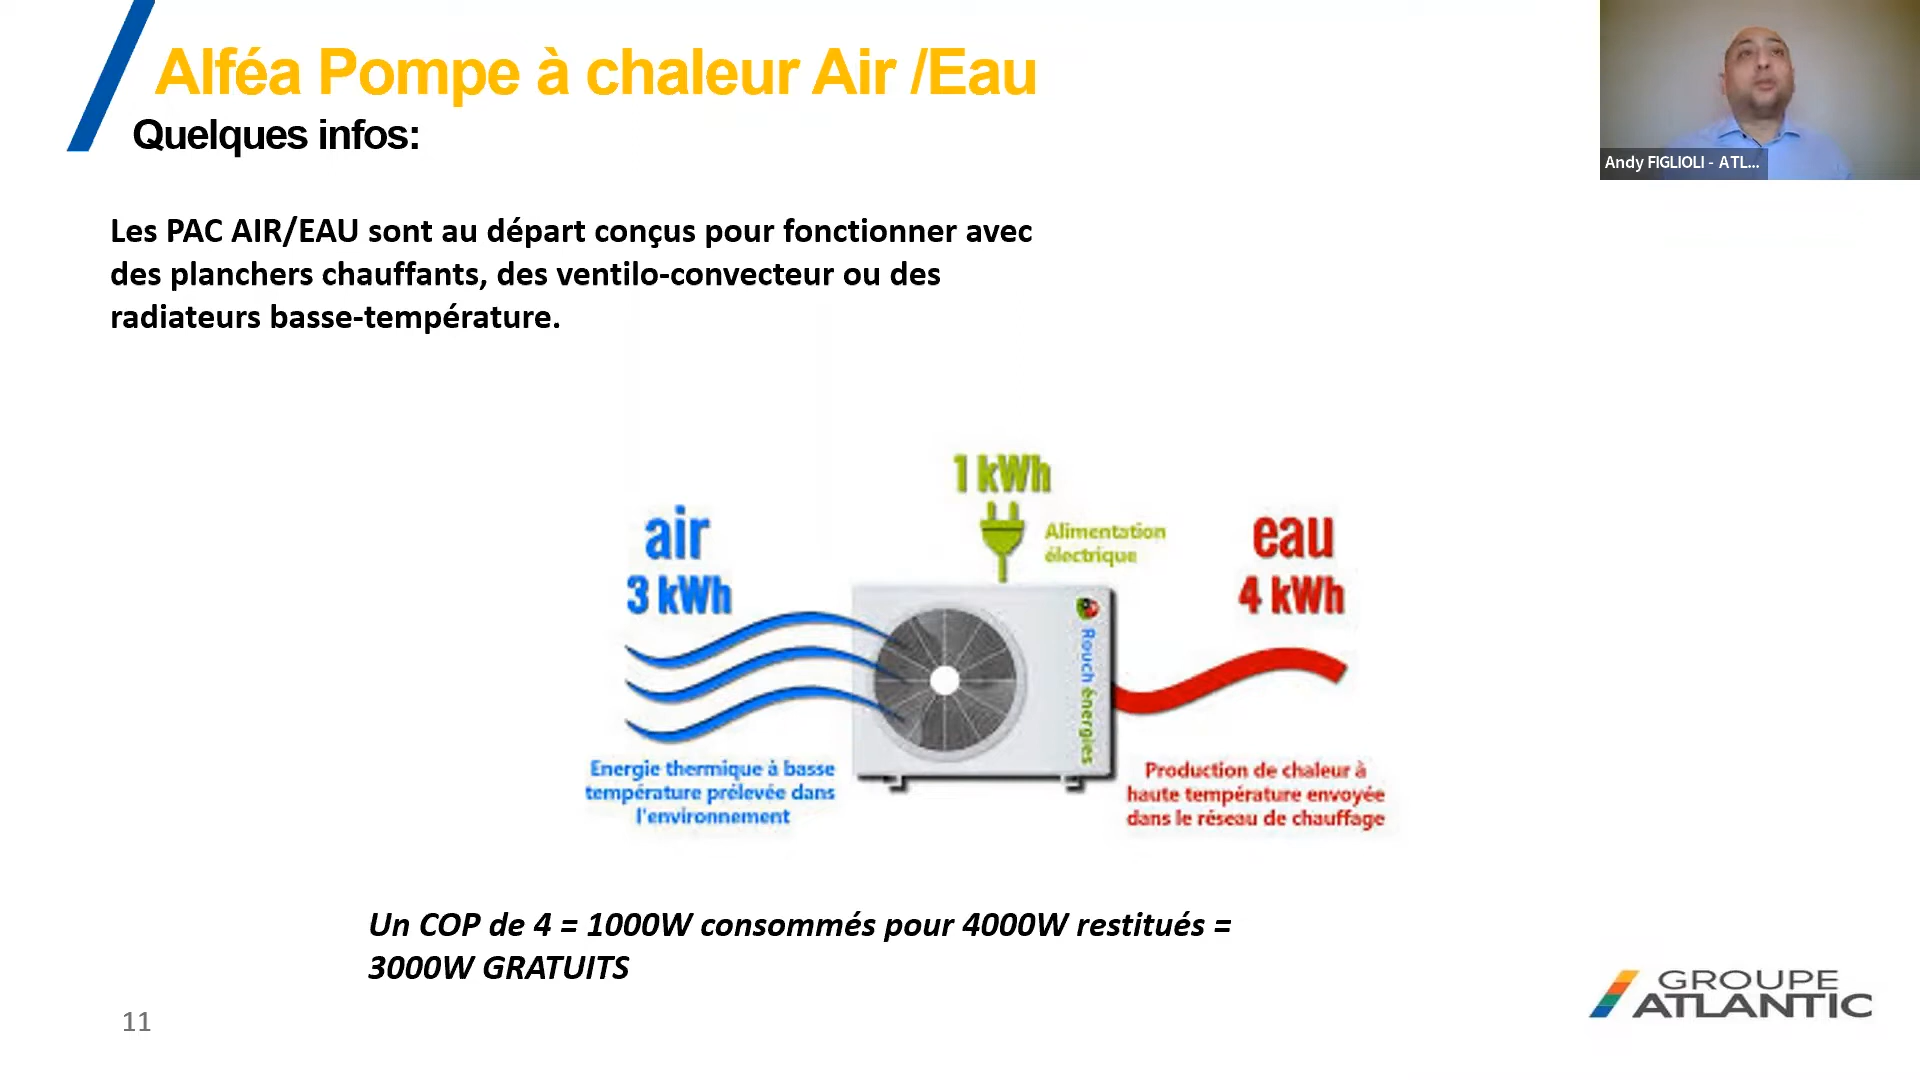 Alféa Pompe à chaleur Air /Eau
Quelques infos:
Andy FIGLIOLI - ATL...
Les PAC AIR/EAU sont au départ conçus pour fonctionner avec
des planchers chauffants, des ventilo-convecteur ou des
radiateurs basse-température.
1 kWh
Alimentation
électrique
air
3 kWh
eau
4 kWh
Rouch énergies
Energie thermique à basse
température prélevée dans
l'environnement
Production de chaleur à
haute température envoyée
dans le réseau de chauffage
Un COP de 4 = 1000W consommés pour 4000W restitués =
3000W GRATUITS
11
GROUPE
ATLANTIC